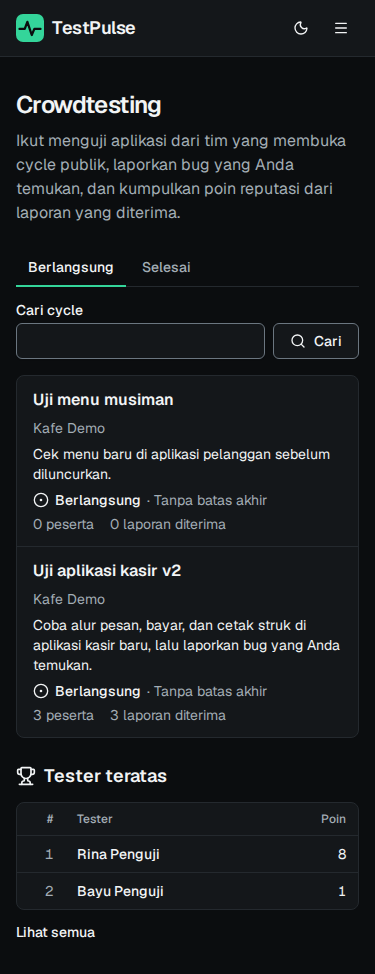 TestPulse
Crowdtesting
Ikut menguji aplikasi dari tim yang membuka
cycle publik, laporkan bug yang Anda
temukan, dan kumpulkan poin reputasi dari
laporan yang diterima.
Berlangsung Selesai
Cari cycle
Cari
Uji menu musiman
Kafe Demo
Cek menu baru di aplikasi pelanggan sebelum
diluncurkan.
Berlangsung · Tanpa batas akhir
0 peserta 0 laporan diterima
Uji aplikasi kasir v2
Kafe Demo
Coba alur pesan, bayar, dan cetak struk di
aplikasi kasir baru, lalu laporkan bug yang Anda
temukan.
Berlangsung · Tanpa batas akhir
3 peserta 3 laporan diterima
Tester teratas
# Tester Poin
1 Rina Penguji 8
2 Bayu Penguji 1
Lihat semua